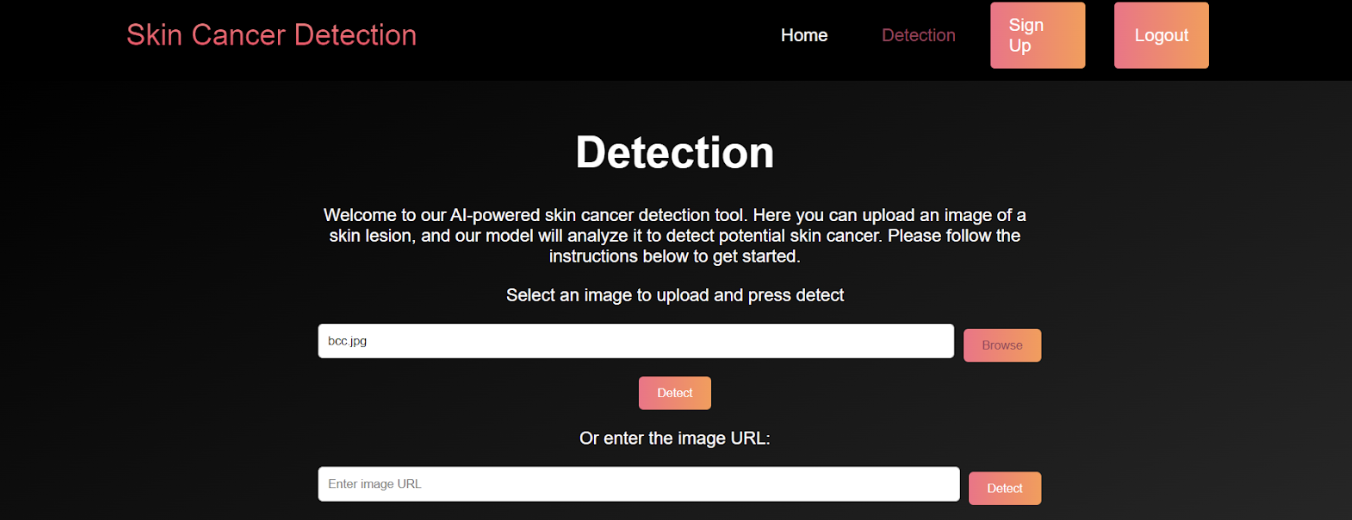 Skin Cancer Detection
Home
Detection
Sign
Up
Logout
Detection
Welcome to our AI-powered skin cancer detection tool. Here you can upload an image of a
skin lesion, and our model will analyze it to detect potential skin cancer. Please follow the
instructions below to get started.
Select an image to upload and press detect
bcc.jpg
Browse
Detect
Or enter the image URL:
Enter image URL
Detect